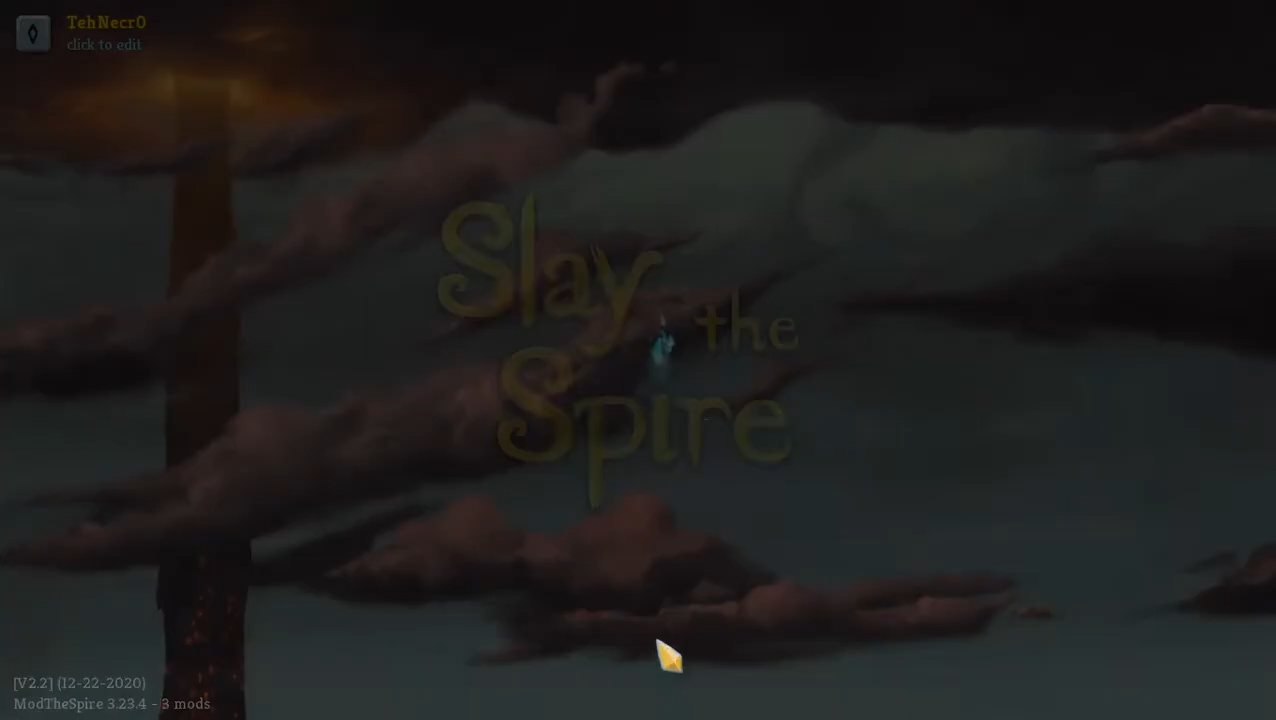 TehNecr0
click to edit
Slay
the
Spire
[V2.2] (12-22-2020)
ModTheSpire 3.23.4 - 3 mods